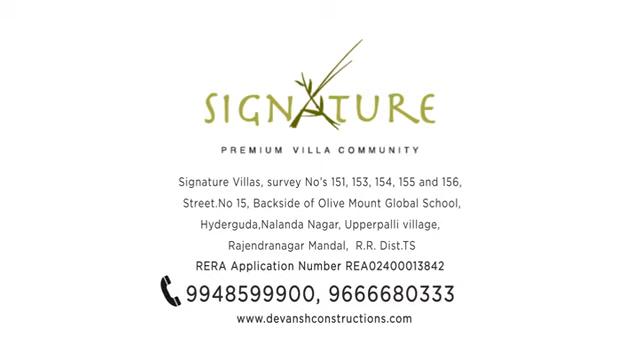 SIGNATURE
PREMIUM VILLA COMMUNITY
Signature Villas, survey No's 151, 153, 154, 155 and 156,
Street.No 15, Backside of Olive Mount Global School,
Hyderguda,Nalanda Nagar, Upperpalli village,
Rajendranagar Mandal, R.R. Dist.TS
RERA Application Number REA02400013842
9948599900, 9666680333
www.devanshconstructions.com